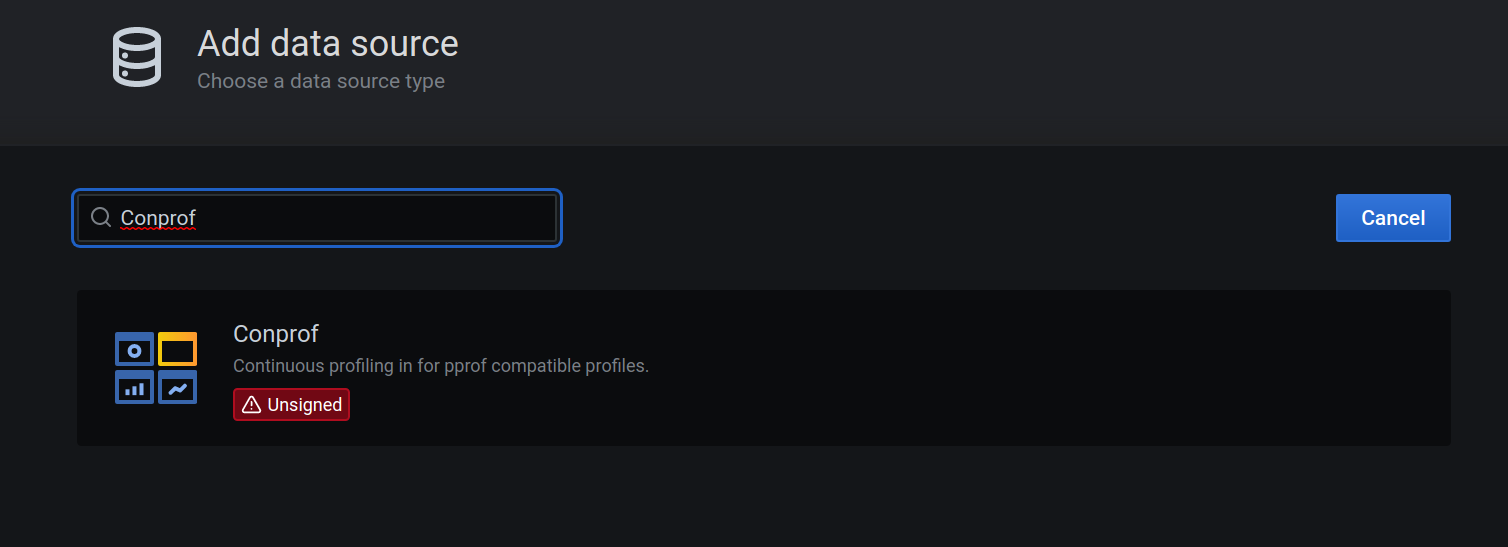 Add data source
Choose a data source type
Conprof
Cancel
Conprof
Continuous profiling in for pprof compatible profiles.
Unsigned